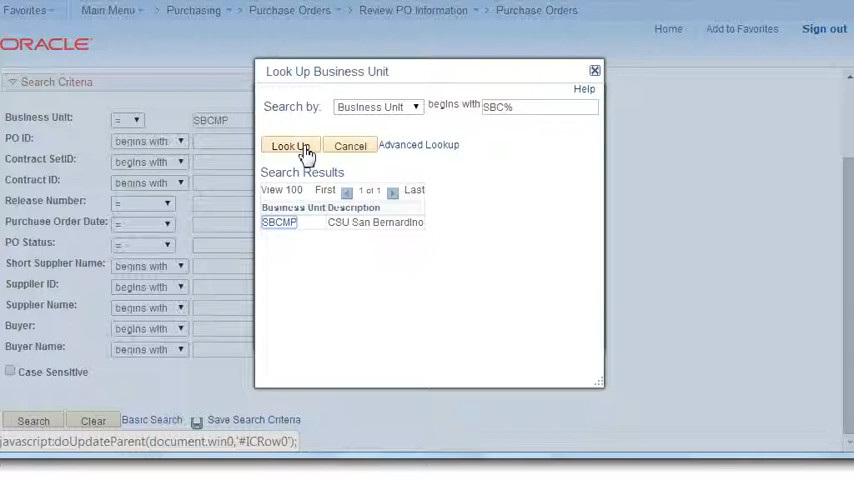 Favorites Main Menu > Purchasing > Purchase Orders > Review PO Information > Purchase Orders
Home Add to Favorites Sign out
ORACLE
Search Criteria
Business Unit: = SBCMP
PO ID: begins with
Contract SetID: begins with
Contract ID: begins with
Release Number: =
Purchase Order Date: =
PO Status: =
Short Supplier Name: begins with
Supplier ID: begins with
Supplier Name: begins with
Buyer: begins with
Buyer Name: begins with
Case Sensitive
Search Clear Basic Search Save Search Criteria
javascript:doUpdateParent(document.win0,'#ICRow0');
Look Up Business Unit
Help
Search by: Business Unit begins with SBC%
Look Up Cancel Advanced Lookup
Search Results
View 100 First 1 of 1 Last
Business Unit Description
SBCMP CSU San Bernardino